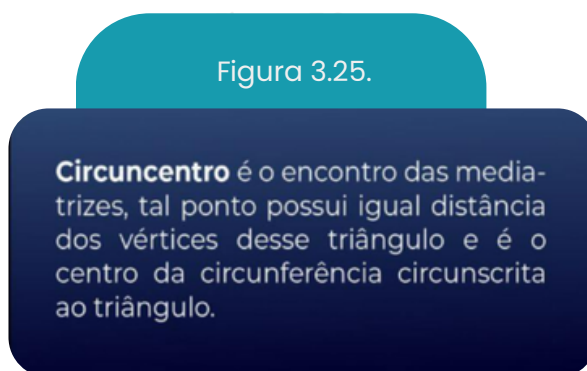 Figura 3.25.
Circuncentro é o encontro das media-
trizes, tal ponto possui igual distância
dos vértices desse triângulo e é o
centro da circunferência circunscrita
ao triângulo.